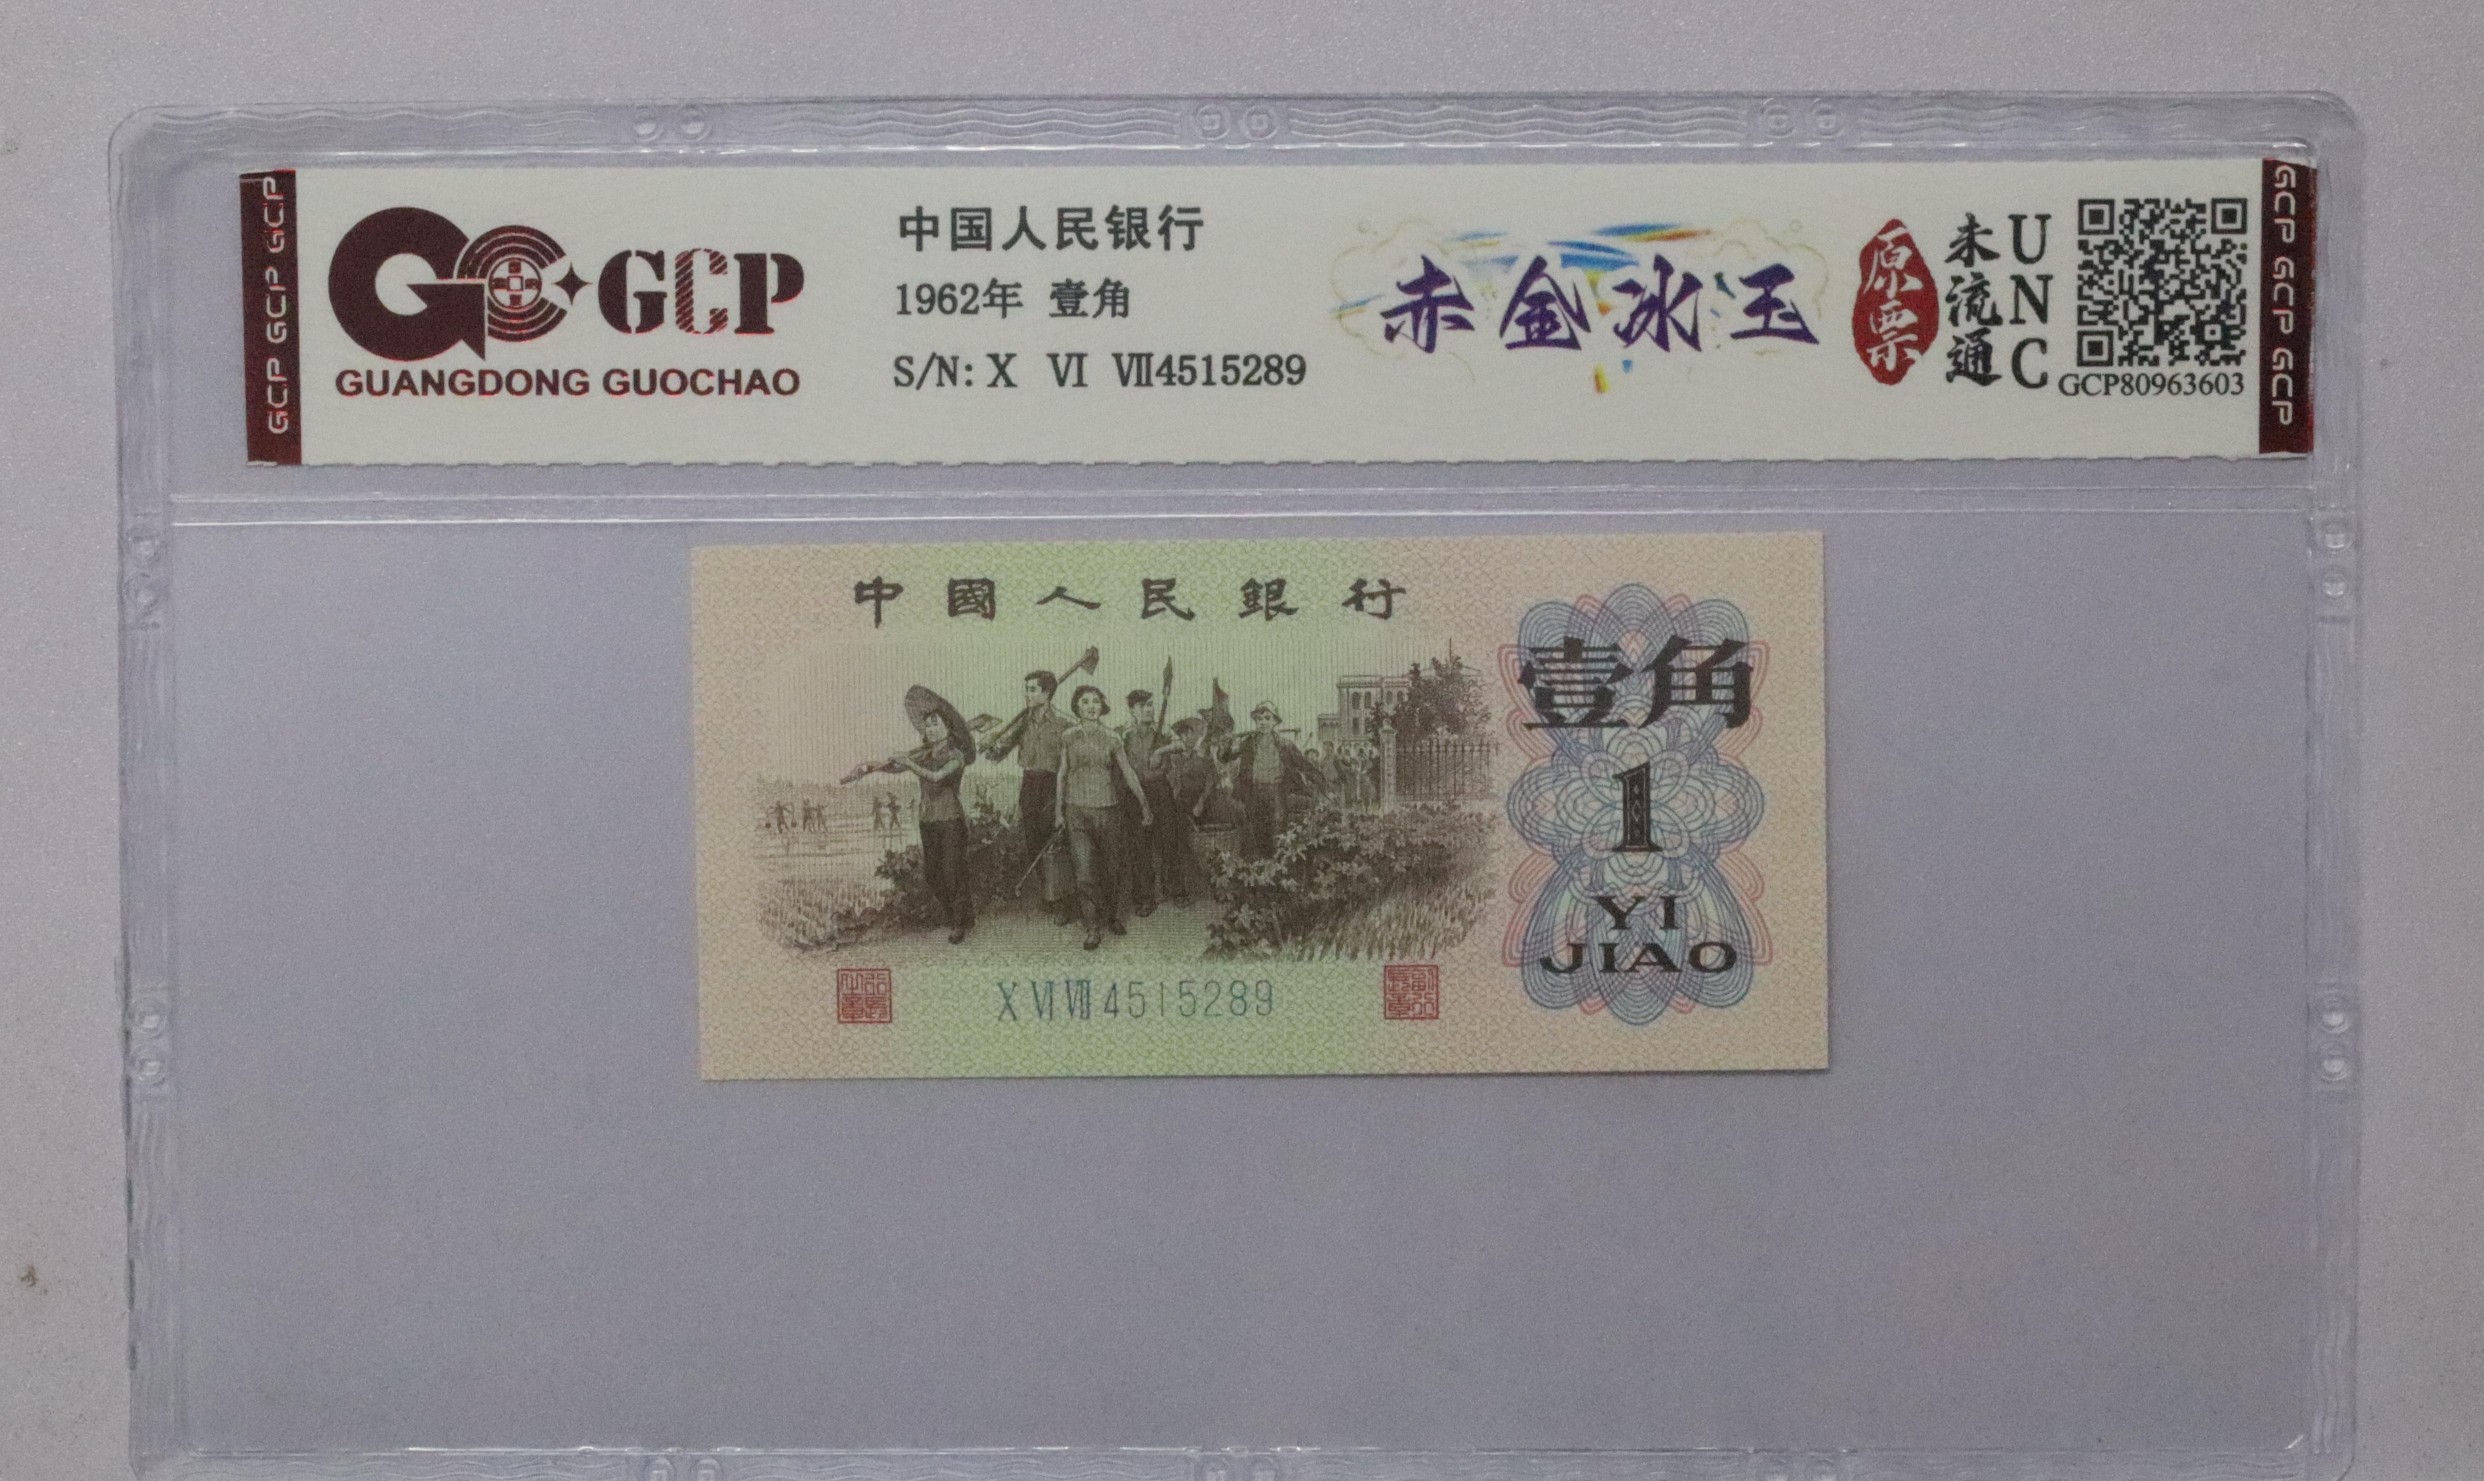 GCP GCP GCP
GCP
GUANGDONG GUOCHAO
中国人民银行
1962年 壹角
S/N: X Ⅵ Ⅶ4515289
赤金冰玉
原票
未流通
UNC
GCP80963603
GCP GCP GCP
中國人民銀行
壹角
1
YI
JIAO
X Ⅵ Ⅶ 4515289